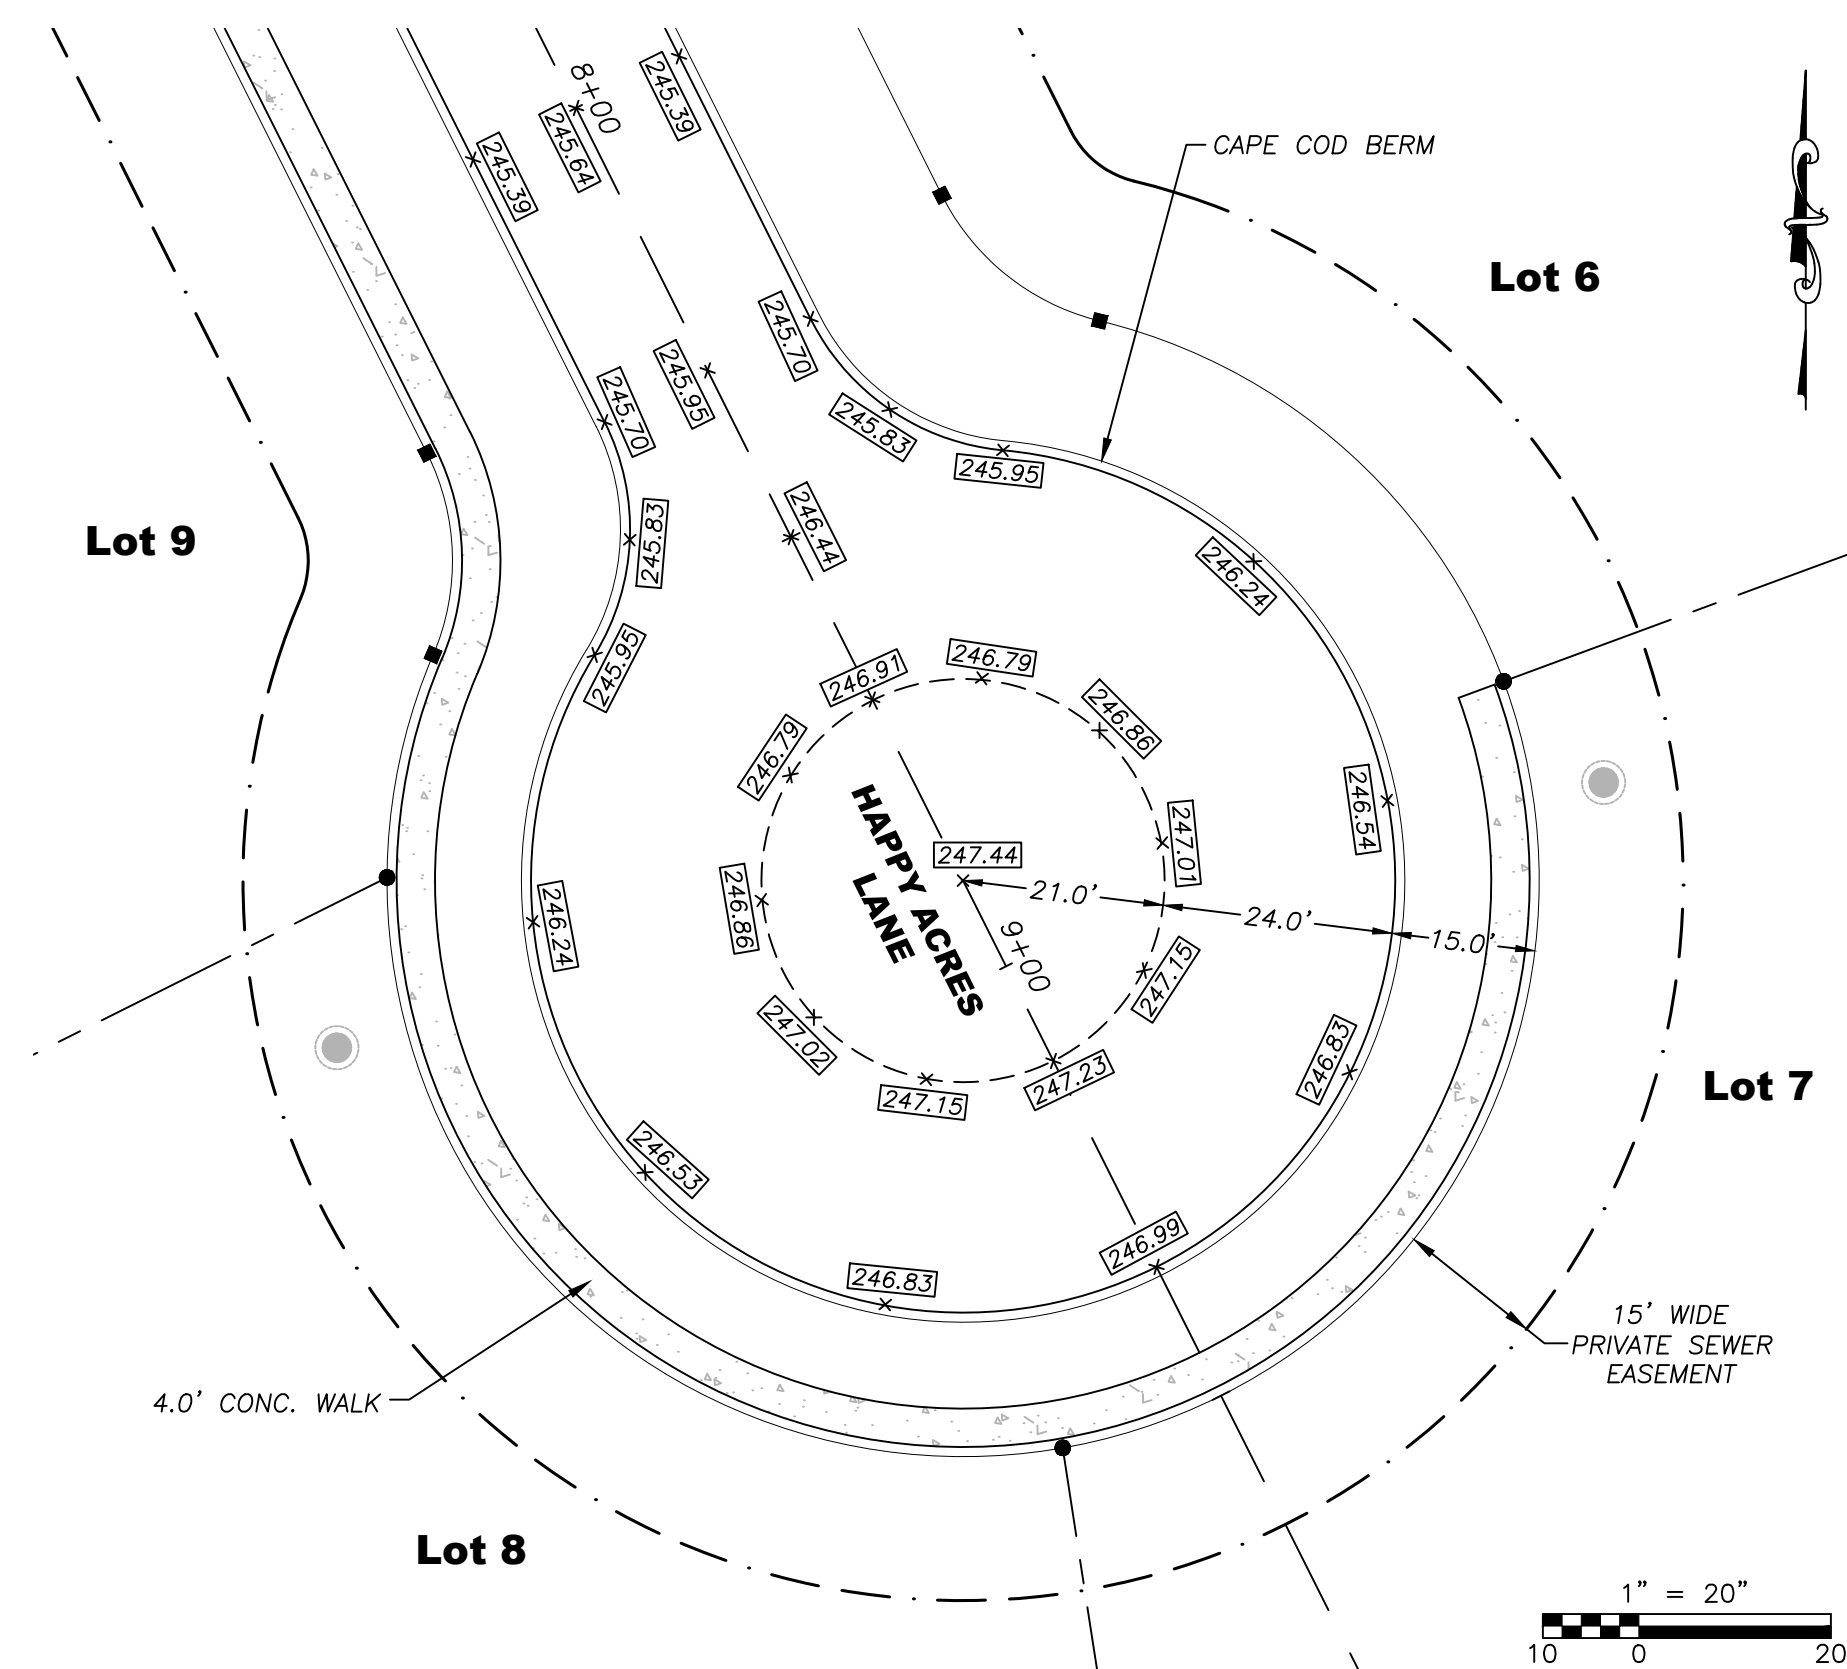 8+00
245.39
245.64
245.39
CAPE COD BERM
Lot 6
245.70
245.95
245.70
245.83
245.95
246.44
245.83
Lot 9
246.24
245.95
246.79
246.91
246.86
246.79
246.54
247.01
HAPPY ACRES
LANE
247.44
21.0'
24.0'
15.0'
9+00
246.86
246.24
247.15
247.02
247.23
247.15
246.83
Lot 7
246.53
246.99
246.83
15' WIDE
PRIVATE SEWER
EASEMENT
4.0' CONC. WALK
Lot 8
1" = 20"
10 0 20